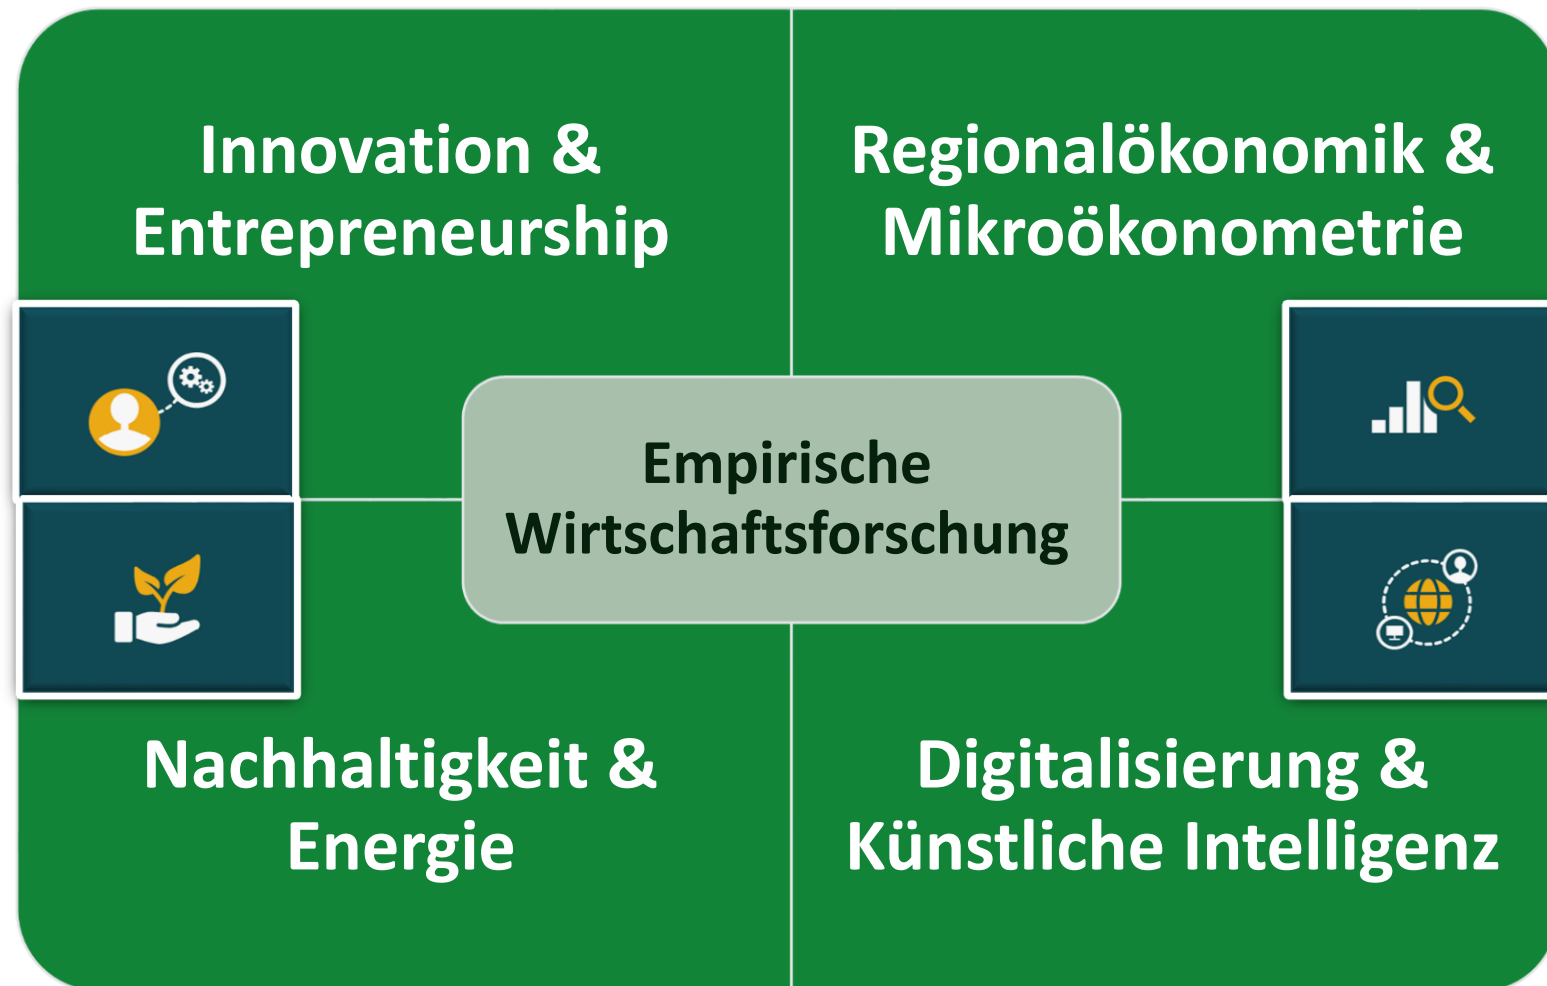 Innovation &
Entrepreneurship
Regionalökonomik &
Mikroökonometrie
Empirische
Wirtschaftsforschung
Nachhaltigkeit &
Energie
Digitalisierung &
Künstliche Intelligenz